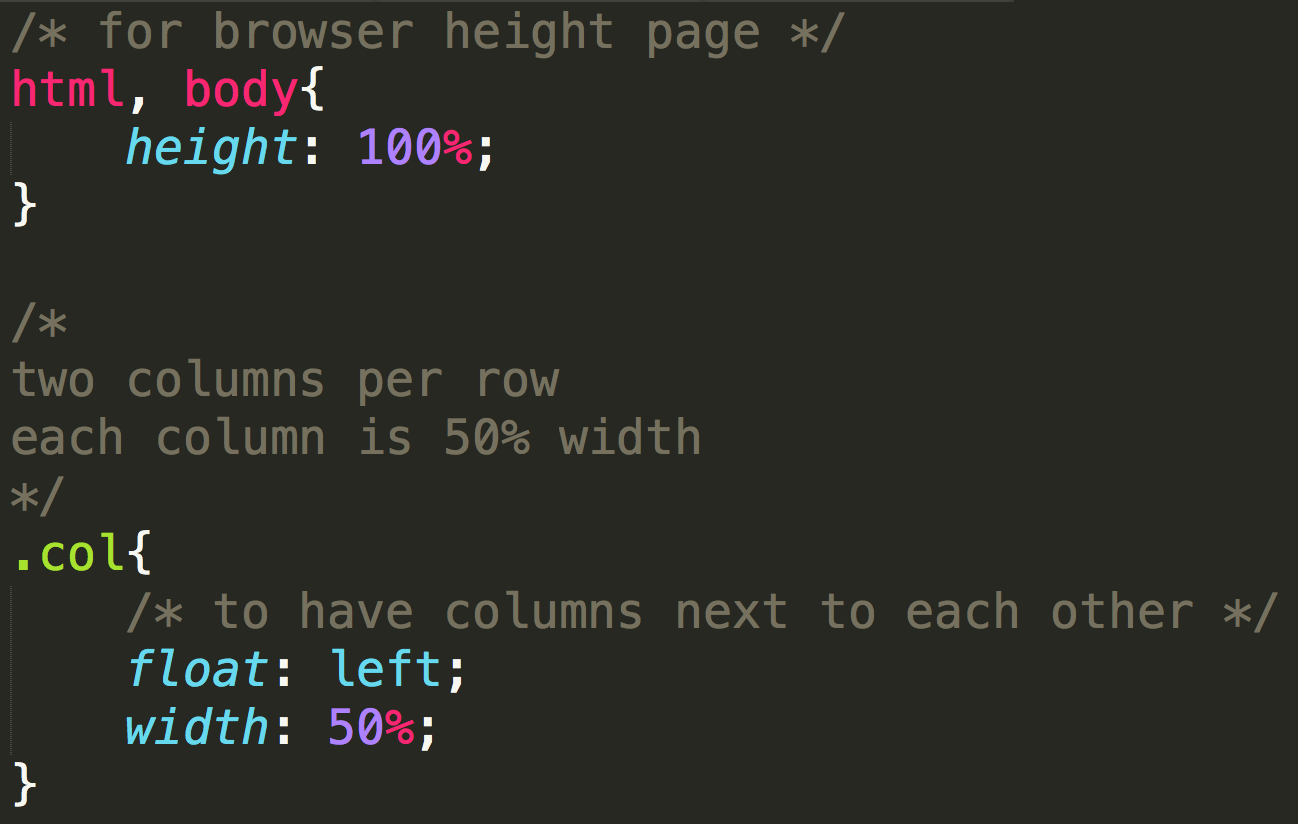 /* for browser height page */
html, body{
    height: 100%;
}

/*
two columns per row
each column is 50% width
*/
.col{
    /* to have columns next to each other */
    float: left;
    width: 50%;
}